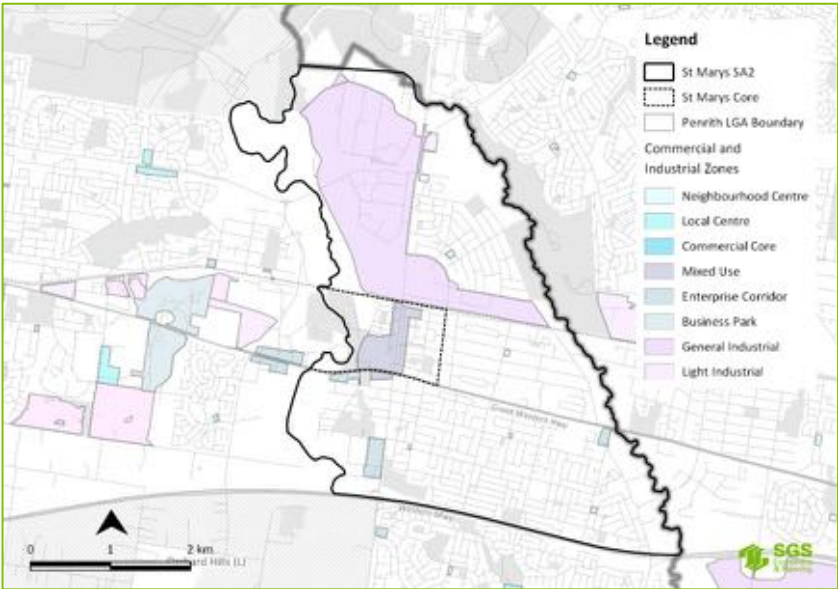 Legend
St Marys SA2
St Marys Core
Penrith LGA Boundary
Commercial and
Industrial Zones
Neighbourhood Centre
Local Centre
Commercial Core
Mixed Use
Enterprise Corridor
Business Park
General Industrial
Light Industrial
Great Western Hwy
0 1 2 km
Orchard Hills (L)
SGS